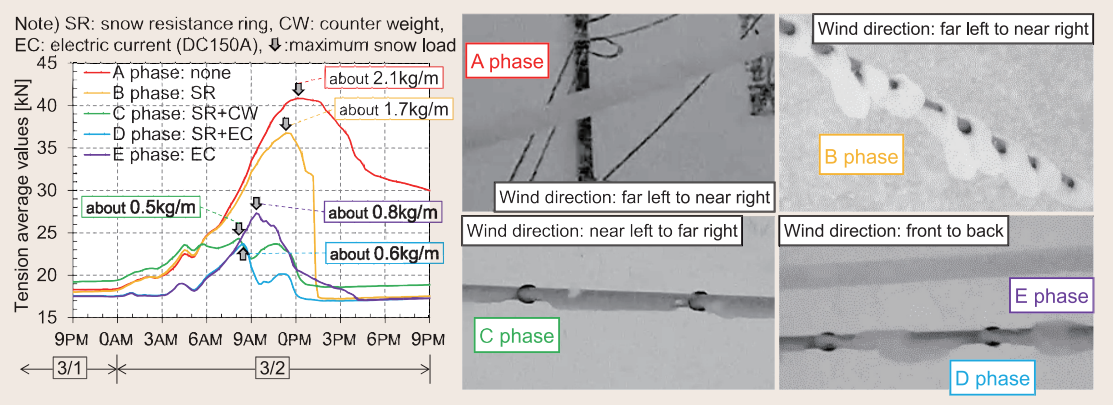 Note) SR: snow resistance ring, CW: counter weight,
EC: electric current (DC150A), :maximum snow load
Tension average values [kN]
45
40
35
30
25
20
15
A phase: none
B phase: SR
C phase: SR+CW
D phase: SR+EC
E phase: EC
about 2.1kg/m
about 1.7kg/m
about 0.5kg/m
about 0.8kg/m
about 0.6kg/m
9PM 0AM 3AM 6AM 9AM 0PM 3PM 6PM 9PM
3/1 3/2
A phase
Wind direction: far left to near right
Wind direction: far left to near right
B phase
Wind direction: near left to far right
C phase
Wind direction: front to back
E phase
D phase